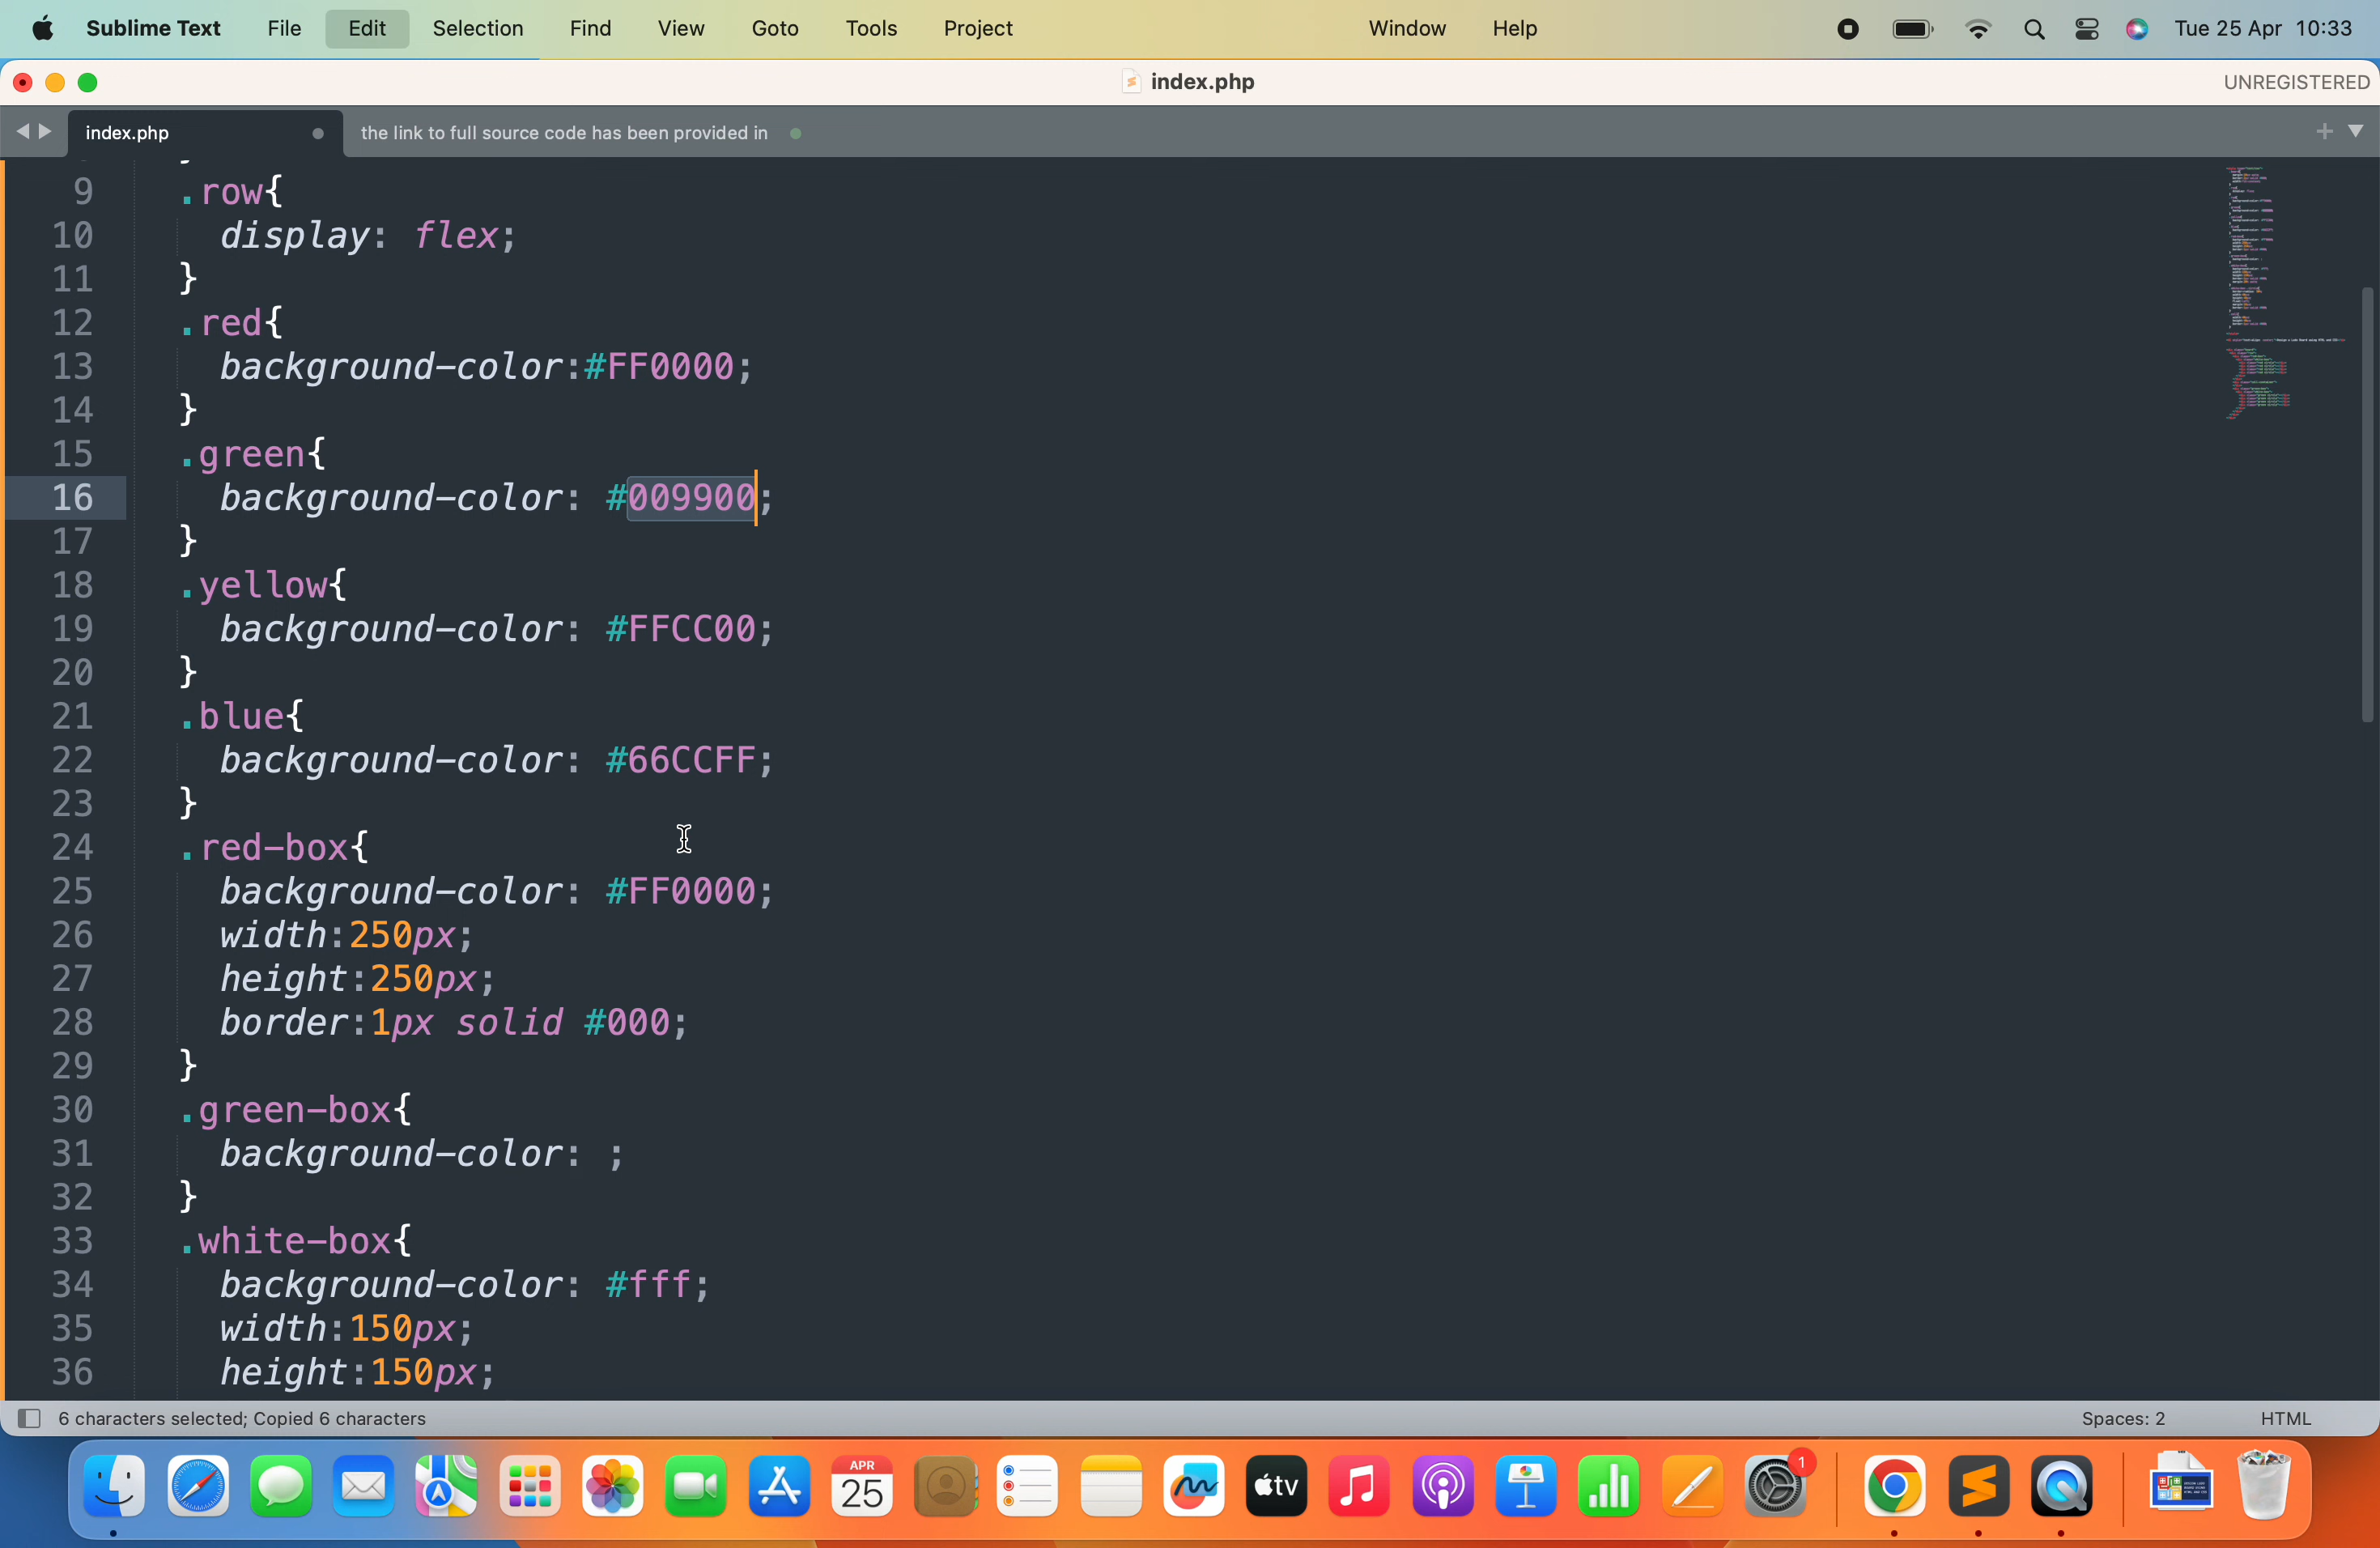 Sublime Text File Edit Selection Find View Goto Tools Project Window Help Tue 25 Apr 10:33
index.php UNREGISTERED
index.php the link to full source code has been provided in
9 .row{
10 display: flex;
11 }
12 .red{
13 background-color:#FF0000;
14 }
15 .green{
16 background-color: #009900;
17 }
18 .yellow{
19 background-color: #FFCC00;
20 }
21 .blue{
22 background-color: #66CCFF;
23 }
24 .red-box{
25 background-color: #FF0000;
26 width:250px;
27 height:250px;
28 border:1px solid #000;
29 }
30 .green-box{
31 background-color: ;
32 }
33 .white-box{
34 background-color: #fff;
35 width:150px;
36 height:150px;
6 characters selected; Copied 6 characters Spaces: 2 HTML
APR
25
tv
1